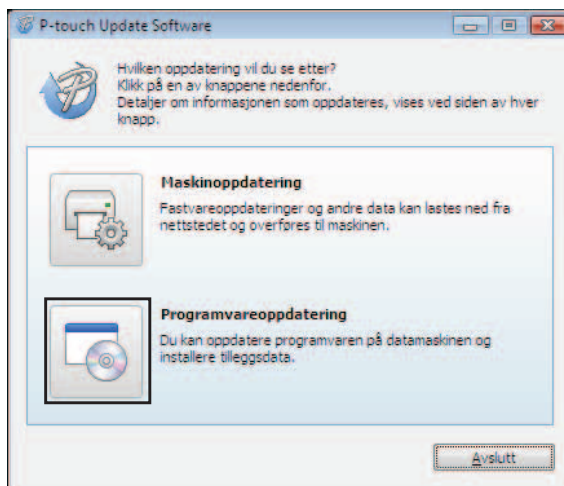 P-touch Update Software
Hvilken oppdatering vil du se etter?
Klikk på en av knappene nedenfor.
Detaljer om informasjonen som oppdateres, vises ved siden av hver
knapp.
Maskinoppdatering
Fastvareoppdateringer og andre data kan lastes ned fra
nettstedet og overføres til maskinen.
Programvareoppdatering
Du kan oppdatere programvaren på datamaskinen og
installere tilleggsdata.
Avslutt